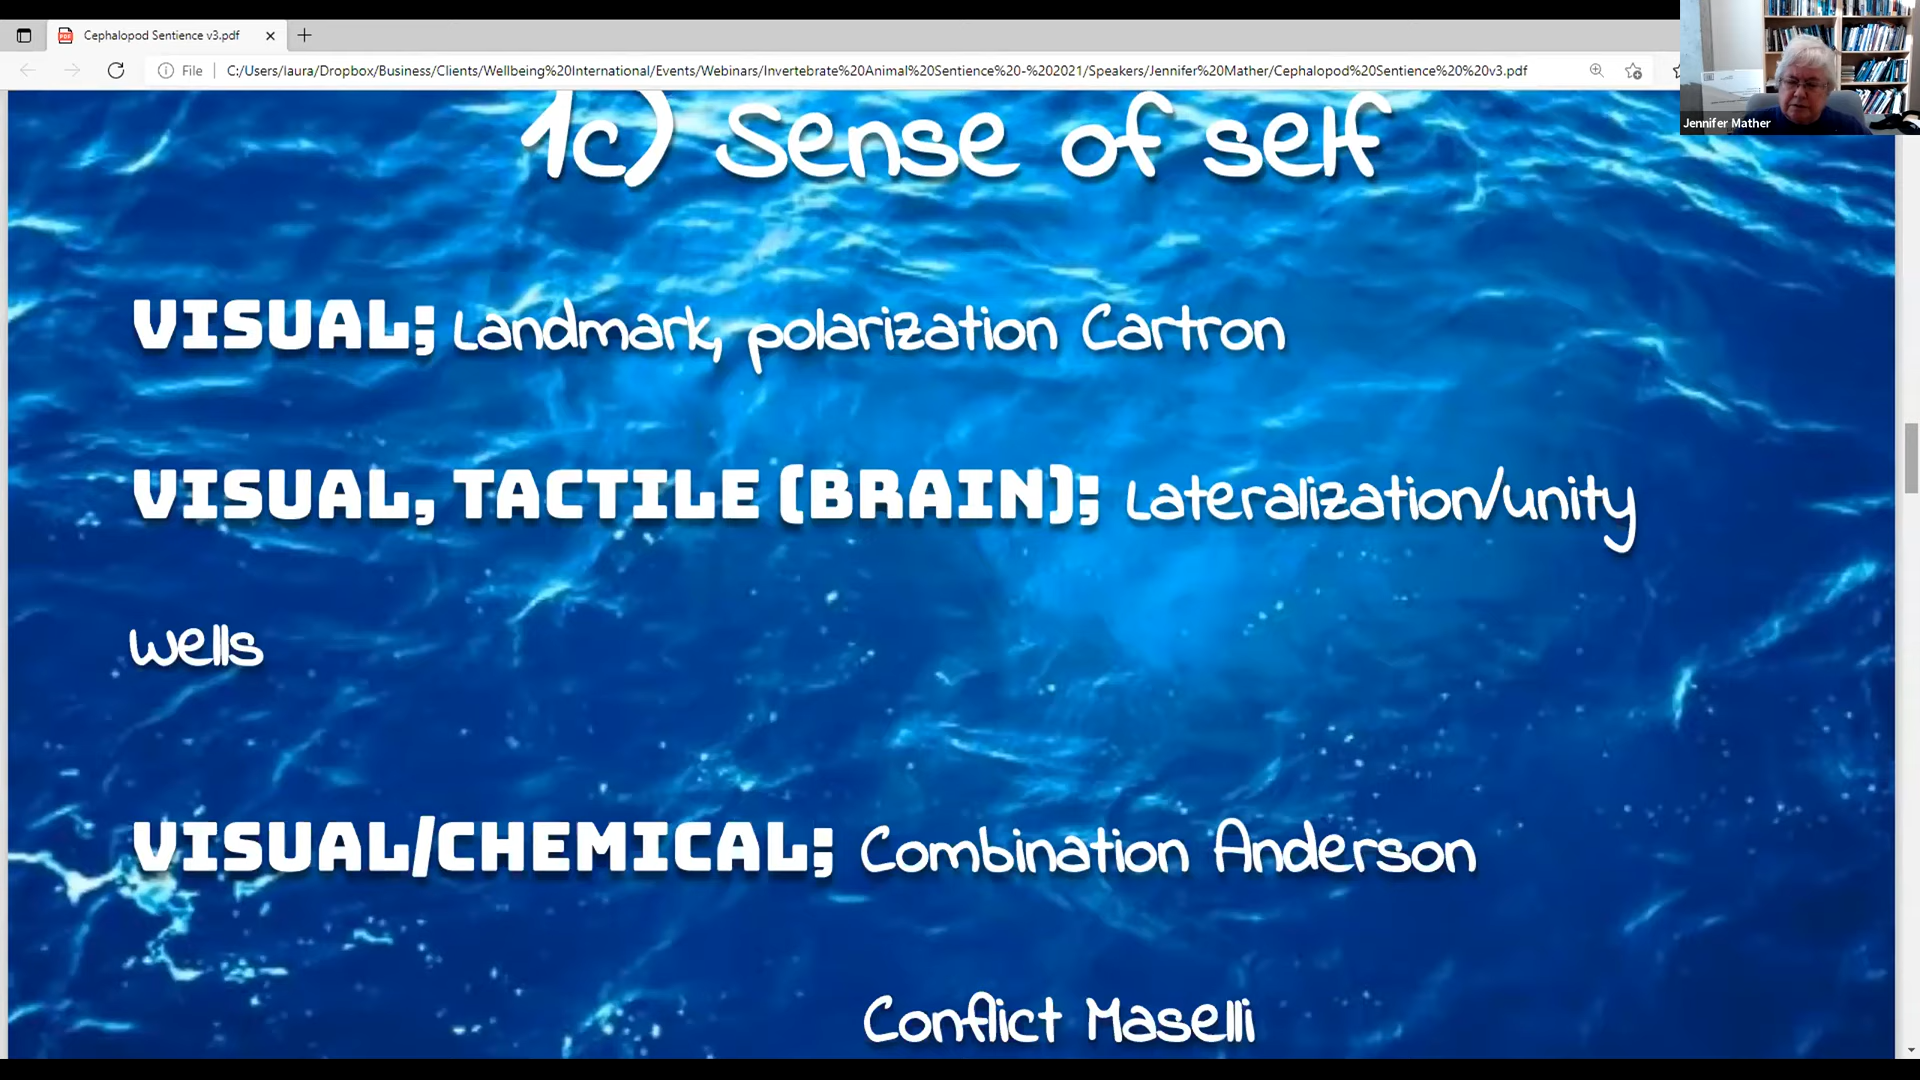 Cephalopod Sentience v3.pdf
File
C:/Users/laura/Dropbox/Business/Clients/Wellbeing%20International/Events/Webinars/Invertebrate%20Animal%20Sentience%20-%202021/Speakers/Jennifer%20Mather/Cephalopod%20Sentience%20%20v3.pdf
Jennifer Mather
1c) Sense of self
VISUAL; Landmark, polarization Cartron
VISUAL, TACTILE (BRAIN); Lateralization/unity
Wells
VISUAL/CHEMICAL; Combination Anderson
Conflict Maselli